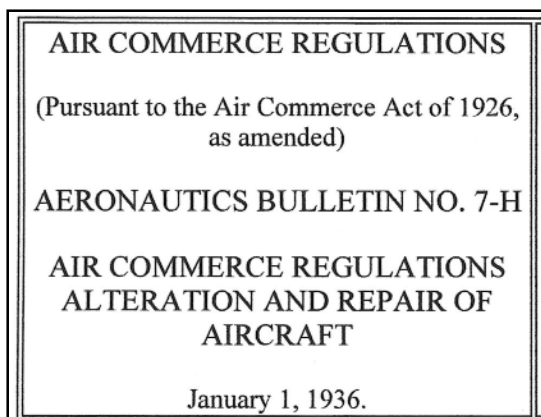 AIR COMMERCE REGULATIONS
(Pursuant to the Air Commerce Act of 1926,
as amended)
AERONAUTICS BULLETIN NO. 7-H
AIR COMMERCE REGULATIONS
ALTERATION AND REPAIR OF
AIRCRAFT
January 1, 1936.